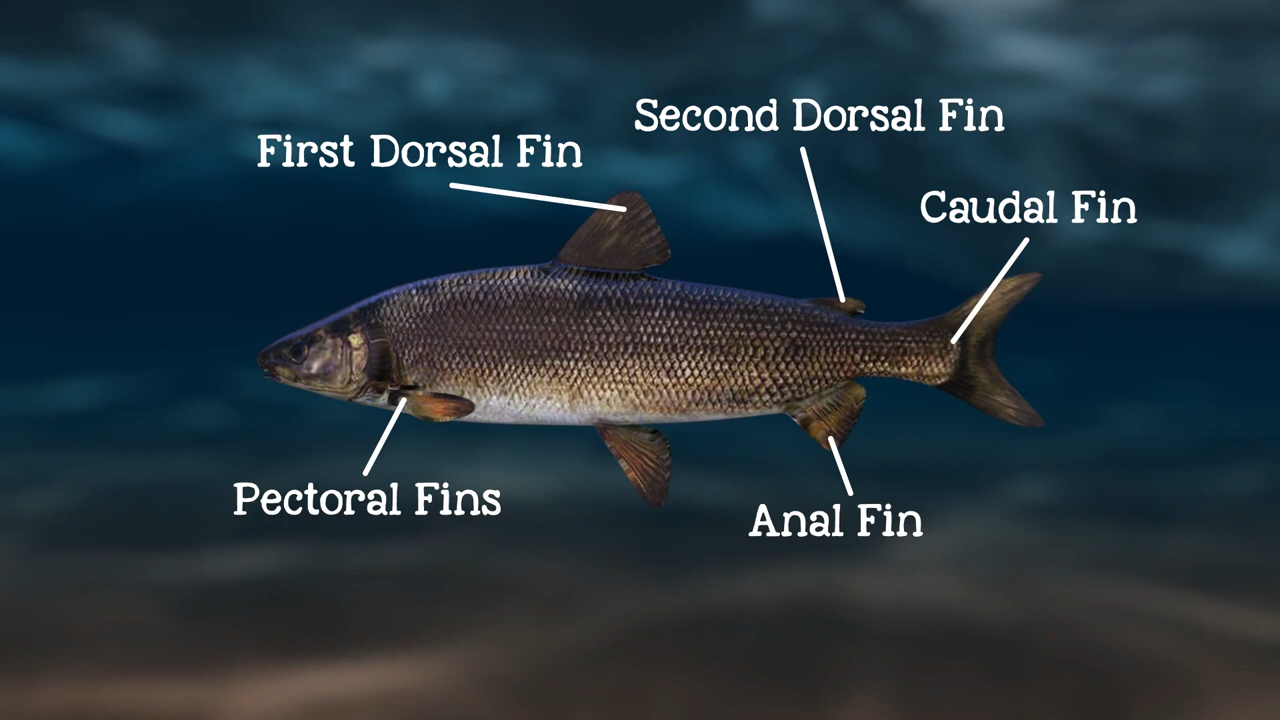 First Dorsal Fin
Second Dorsal Fin
Caudal Fin
Pectoral Fins
Anal Fin